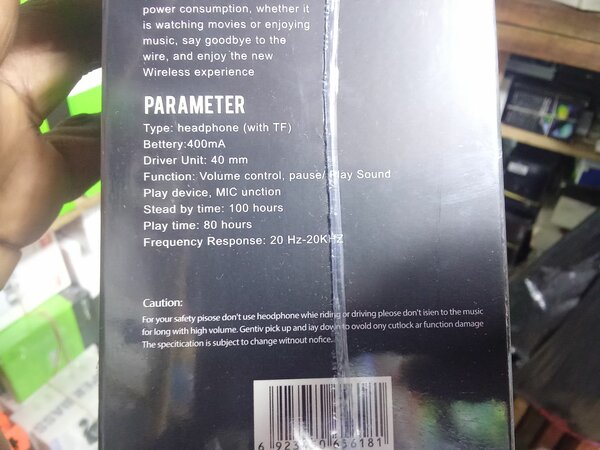 power consumption, whether it
is watching movies or enjoying
music, say goodbye to the
wire, and enjoy the new
Wireless experience
PARAMETER
Type: headphone (with TF)
Bettery:400mA
Driver Unit: 40 mm
Function: Volume control, pause/ Play Sound
Play device, MIC unction
Stead by time: 100 hours
Play time: 80 hours
Frequency Response: 20 Hz-20KHZ
Caution:
For your safety pisose don't use headphone whie riding or driving pleose don't isien to the music
for long with high volume. Gentiv pick up and lay down to ovold ony cutlock ar function damage
The specitication is subject to change without nofice.